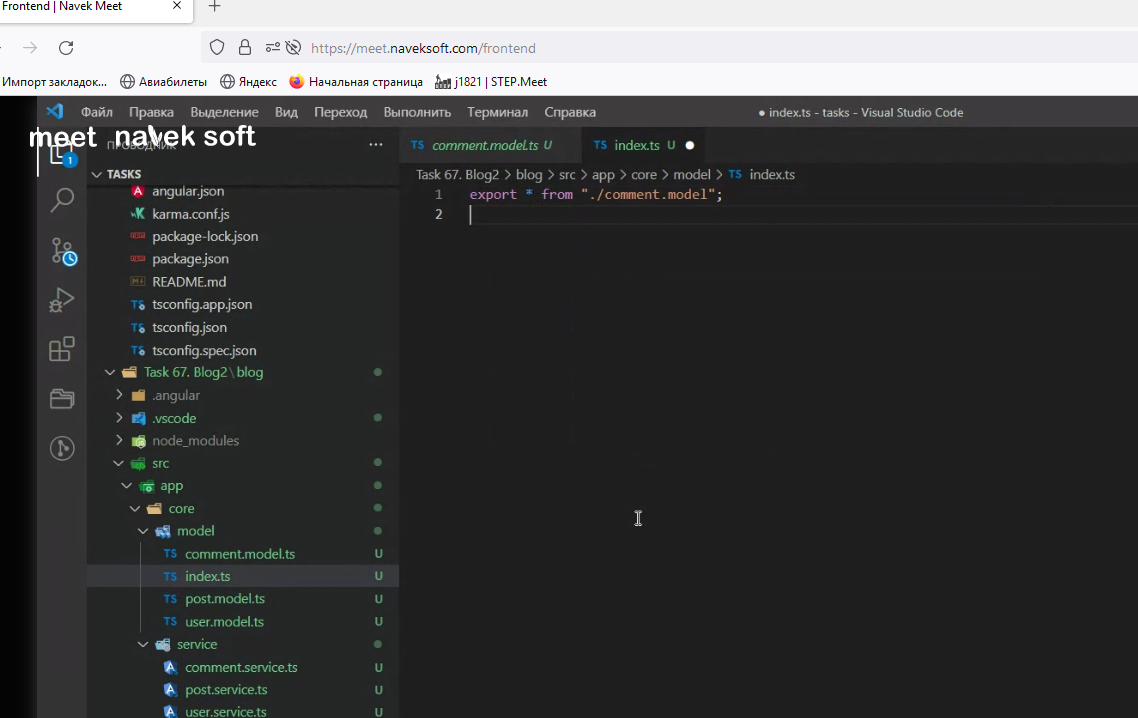 Frontend | Navek Meet
https://meet.naveksoft.com/frontend
Импорт закладок...
Авиабилеты
Яндекс
Начальная страница
j1821 | STEP.Meet
Файл Правка Выделение Вид Переход Выполнить Терминал Справка
● index.ts - tasks - Visual Studio Code
meet navek soft
ПРОВОДНИК
1
TASKS
angular.json
karma.conf.js
package-lock.json
package.json
README.md
tsconfig.app.json
tsconfig.json
tsconfig.spec.json
Task 67. Blog2\blog
.angular
.vscode
node_modules
src
app
core
model
TS comment.model.ts U
TS index.ts U
TS post.model.ts U
TS user.model.ts U
service
comment.service.ts U
post.service.ts U
user.service.ts U
TS comment.model.ts U
TS index.ts U ●
Task 67. Blog2 > blog > src > app > core > model > TS index.ts
1 export * from "./comment.model";
2